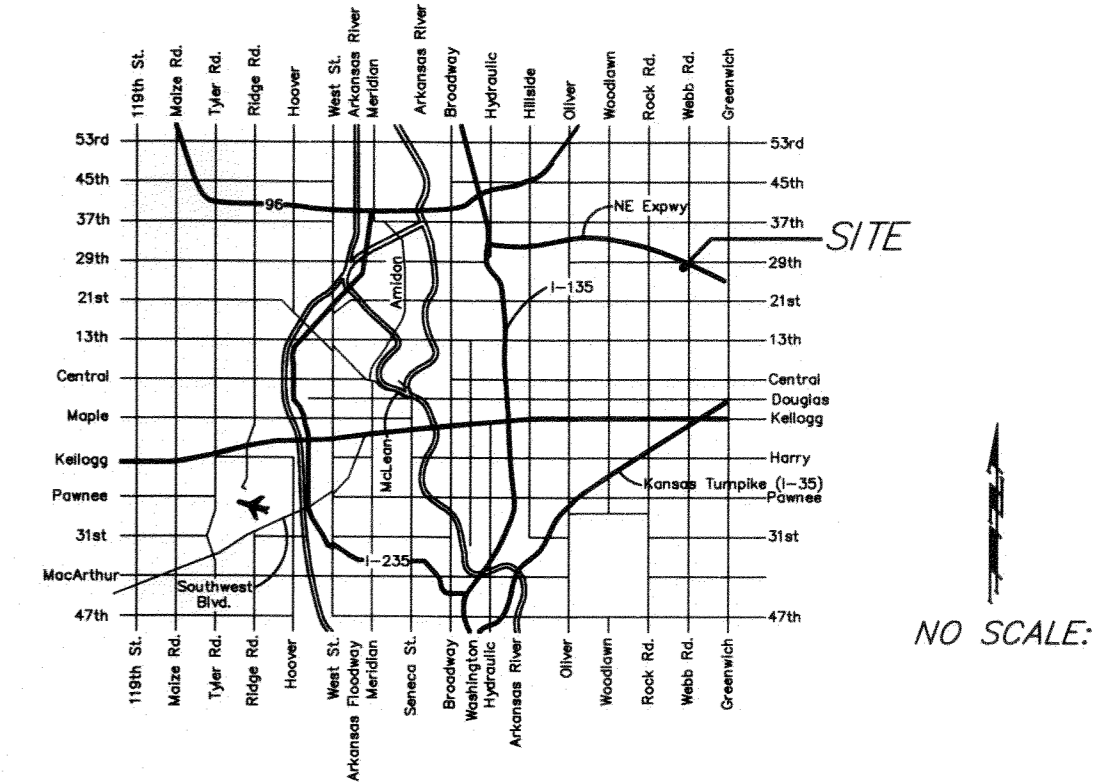 119th St.
Maize Rd.
Tyler Rd.
Ridge Rd.
Hoover
West St.
Arkansas River
Meridian
Arkansas River
Broadway
Hydraulic
Hillside
Oliver
Woodlawn
Rock Rd.
Webb Rd.
Greenwich
53rd
53rd
45th
45th
96
NE Expwy
37th
37th
SITE
29th
29th
Amidon
I-135
21st
21st
13th
13th
Central
Central
Douglas
Maple
Kellogg
McLean
Kellogg
Harry
Kansas Turnpike (I-35)
Pawnee
Pawnee
31st
31st
I-235
MacArthur
Southwest
Blvd.
47th
47th
NO SCALE:
119th St.
Maize Rd.
Tyler Rd.
Ridge Rd.
Hoover
West St.
Arkansas Floodway
Meridian
Seneca St.
Broadway
Washington
Hydraulic
Arkansas River
Oliver
Woodlawn
Rock Rd.
Webb Rd.
Greenwich